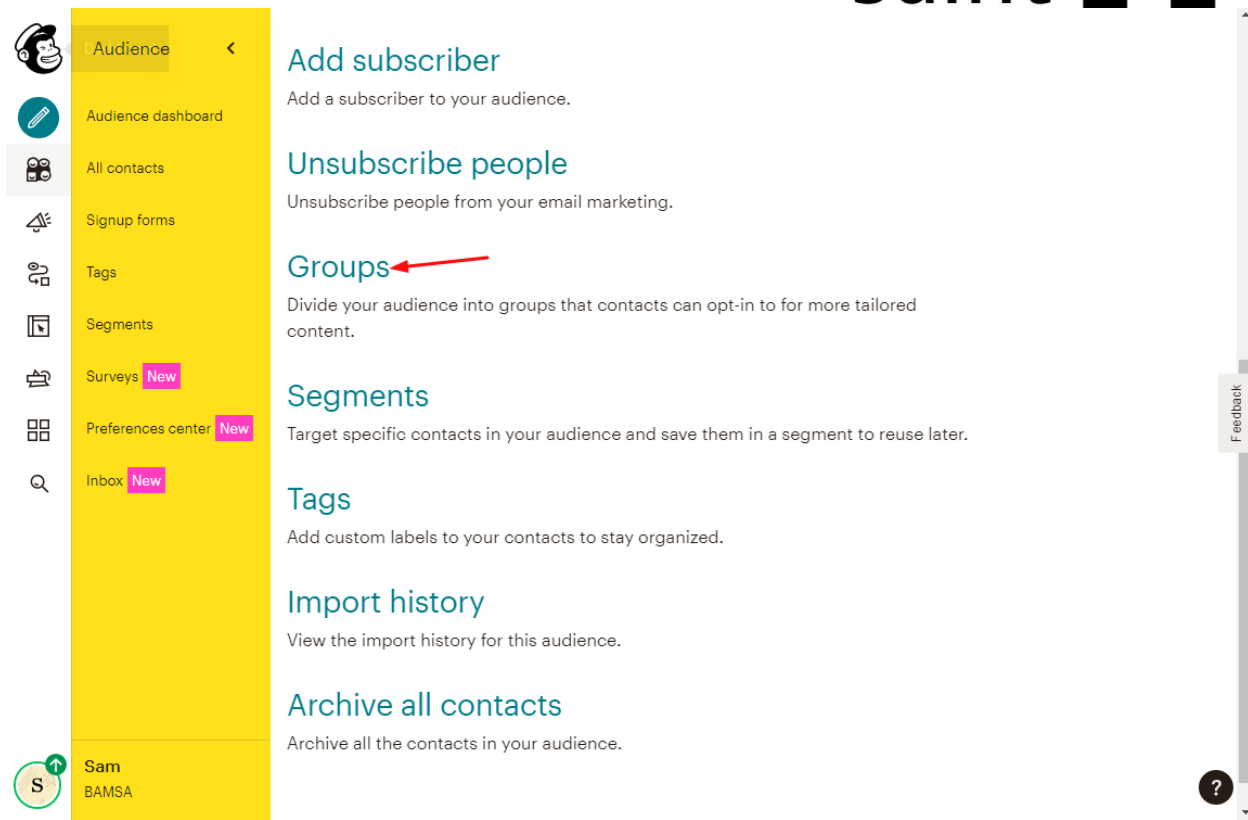 Audience
Audience dashboard
All contacts
Signup forms
Tags
Segments
Surveys New
Preferences center New
Inbox New
Sam
BAMSA
S
Add subscriber
Add a subscriber to your audience.
Unsubscribe people
Unsubscribe people from your email marketing.
Groups
Divide your audience into groups that contacts can opt-in to for more tailored
content.
Segments
Target specific contacts in your audience and save them in a segment to reuse later.
Tags
Add custom labels to your contacts to stay organized.
Import history
View the import history for this audience.
Archive all contacts
Archive all the contacts in your audience.
Feedback
?